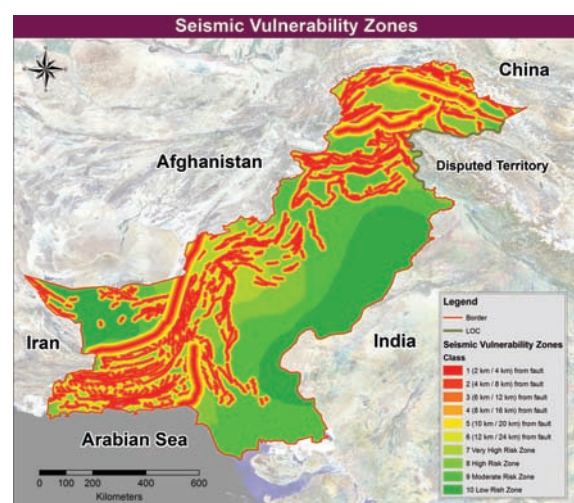 Seismic Vulnerability Zones
China
Afghanistan
Disputed Territory
Iran
India
Arabian Sea
Legend
Border
LOC
Seismic Vulnerability Zones
Class
1 (2 km / 4 km) from fault
2 (4 km / 8 km) from fault
3 (6 km / 12 km) from fault
4 (8 km / 16 km) from fault
5 (10 km / 20 km) from fault
6 (12 km / 24 km) from fault
7 Very High Risk Zone
8 High Risk Zone
9 Moderate Risk Zone
10 Low Risk Zone
0 100 200 400 600
Kilometers